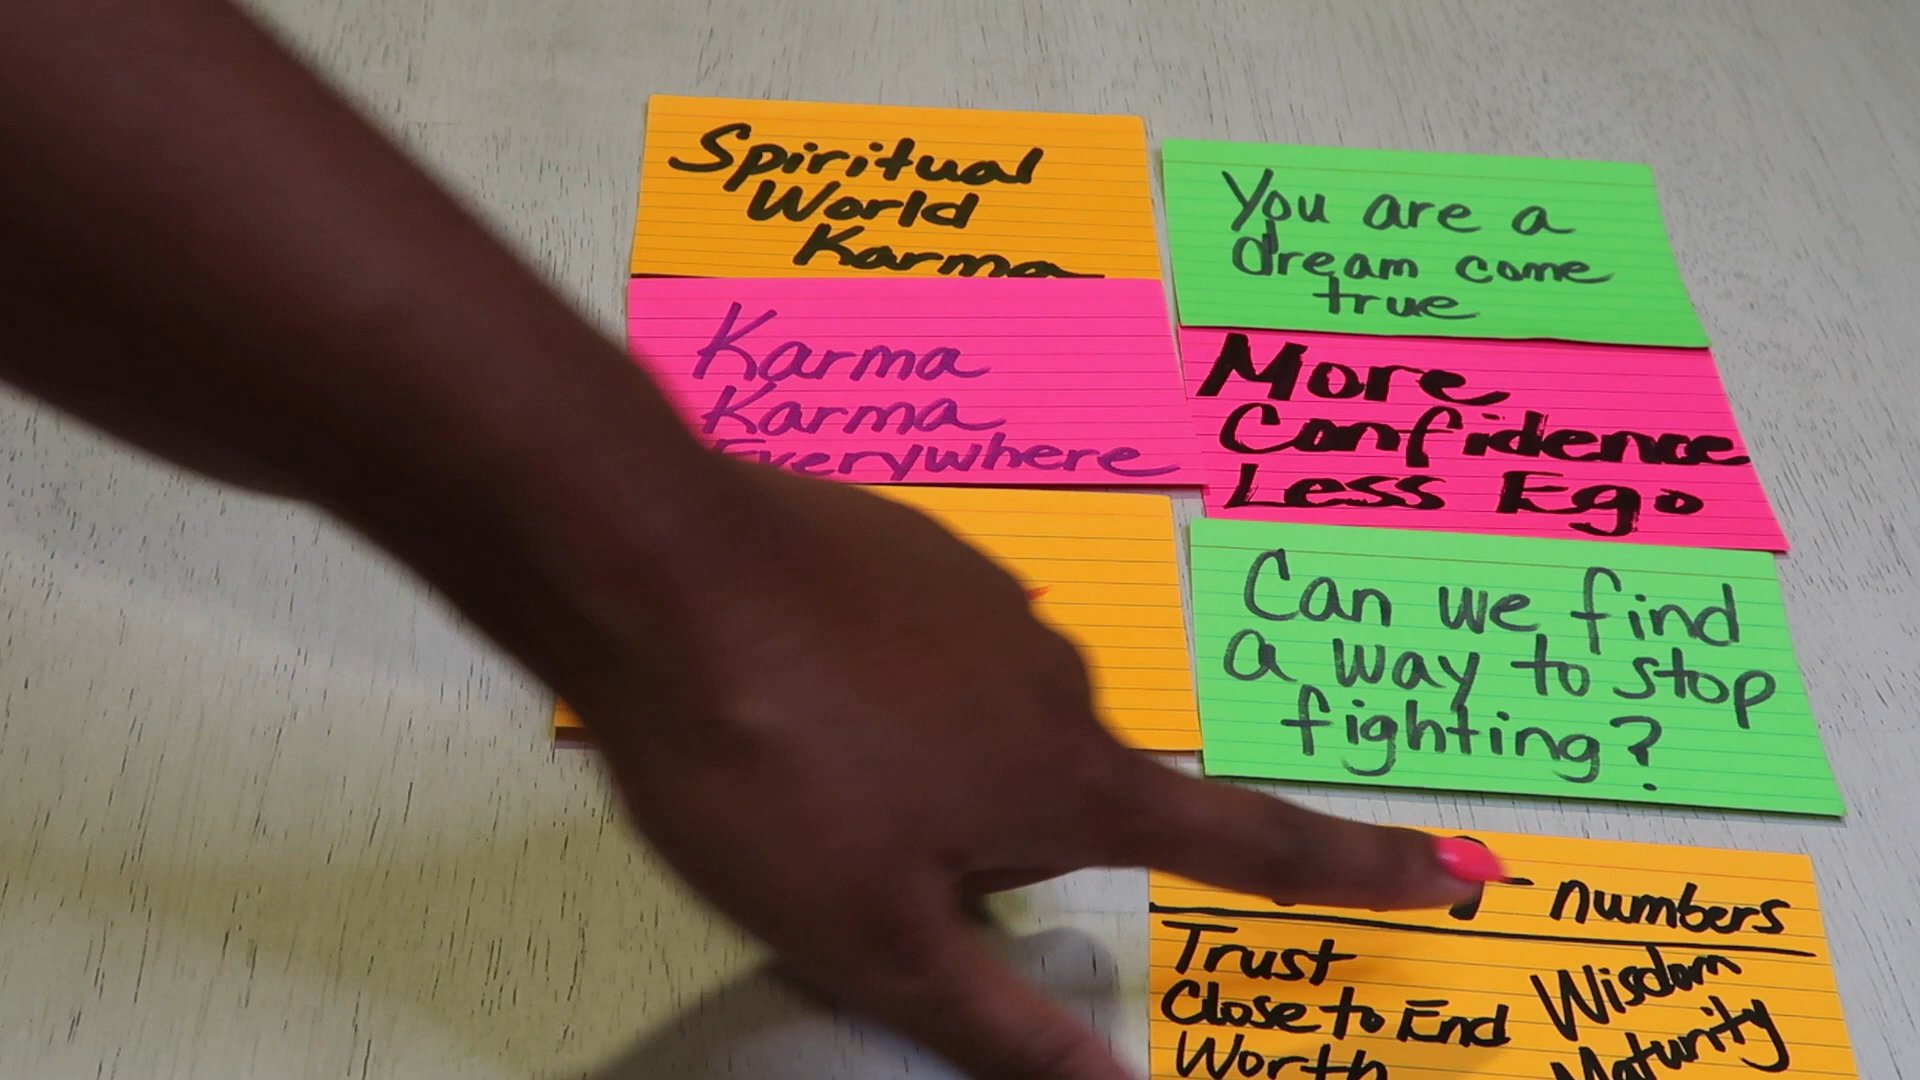 Spiritual
World
Karma
Karma
Karma
Everywhere
You are a
dream come
true
More
Confidence
Less Ego
Can we find
a way to stop
fighting?
- numbers
Trust
Close to End
Worth
Wisdom
Maturity